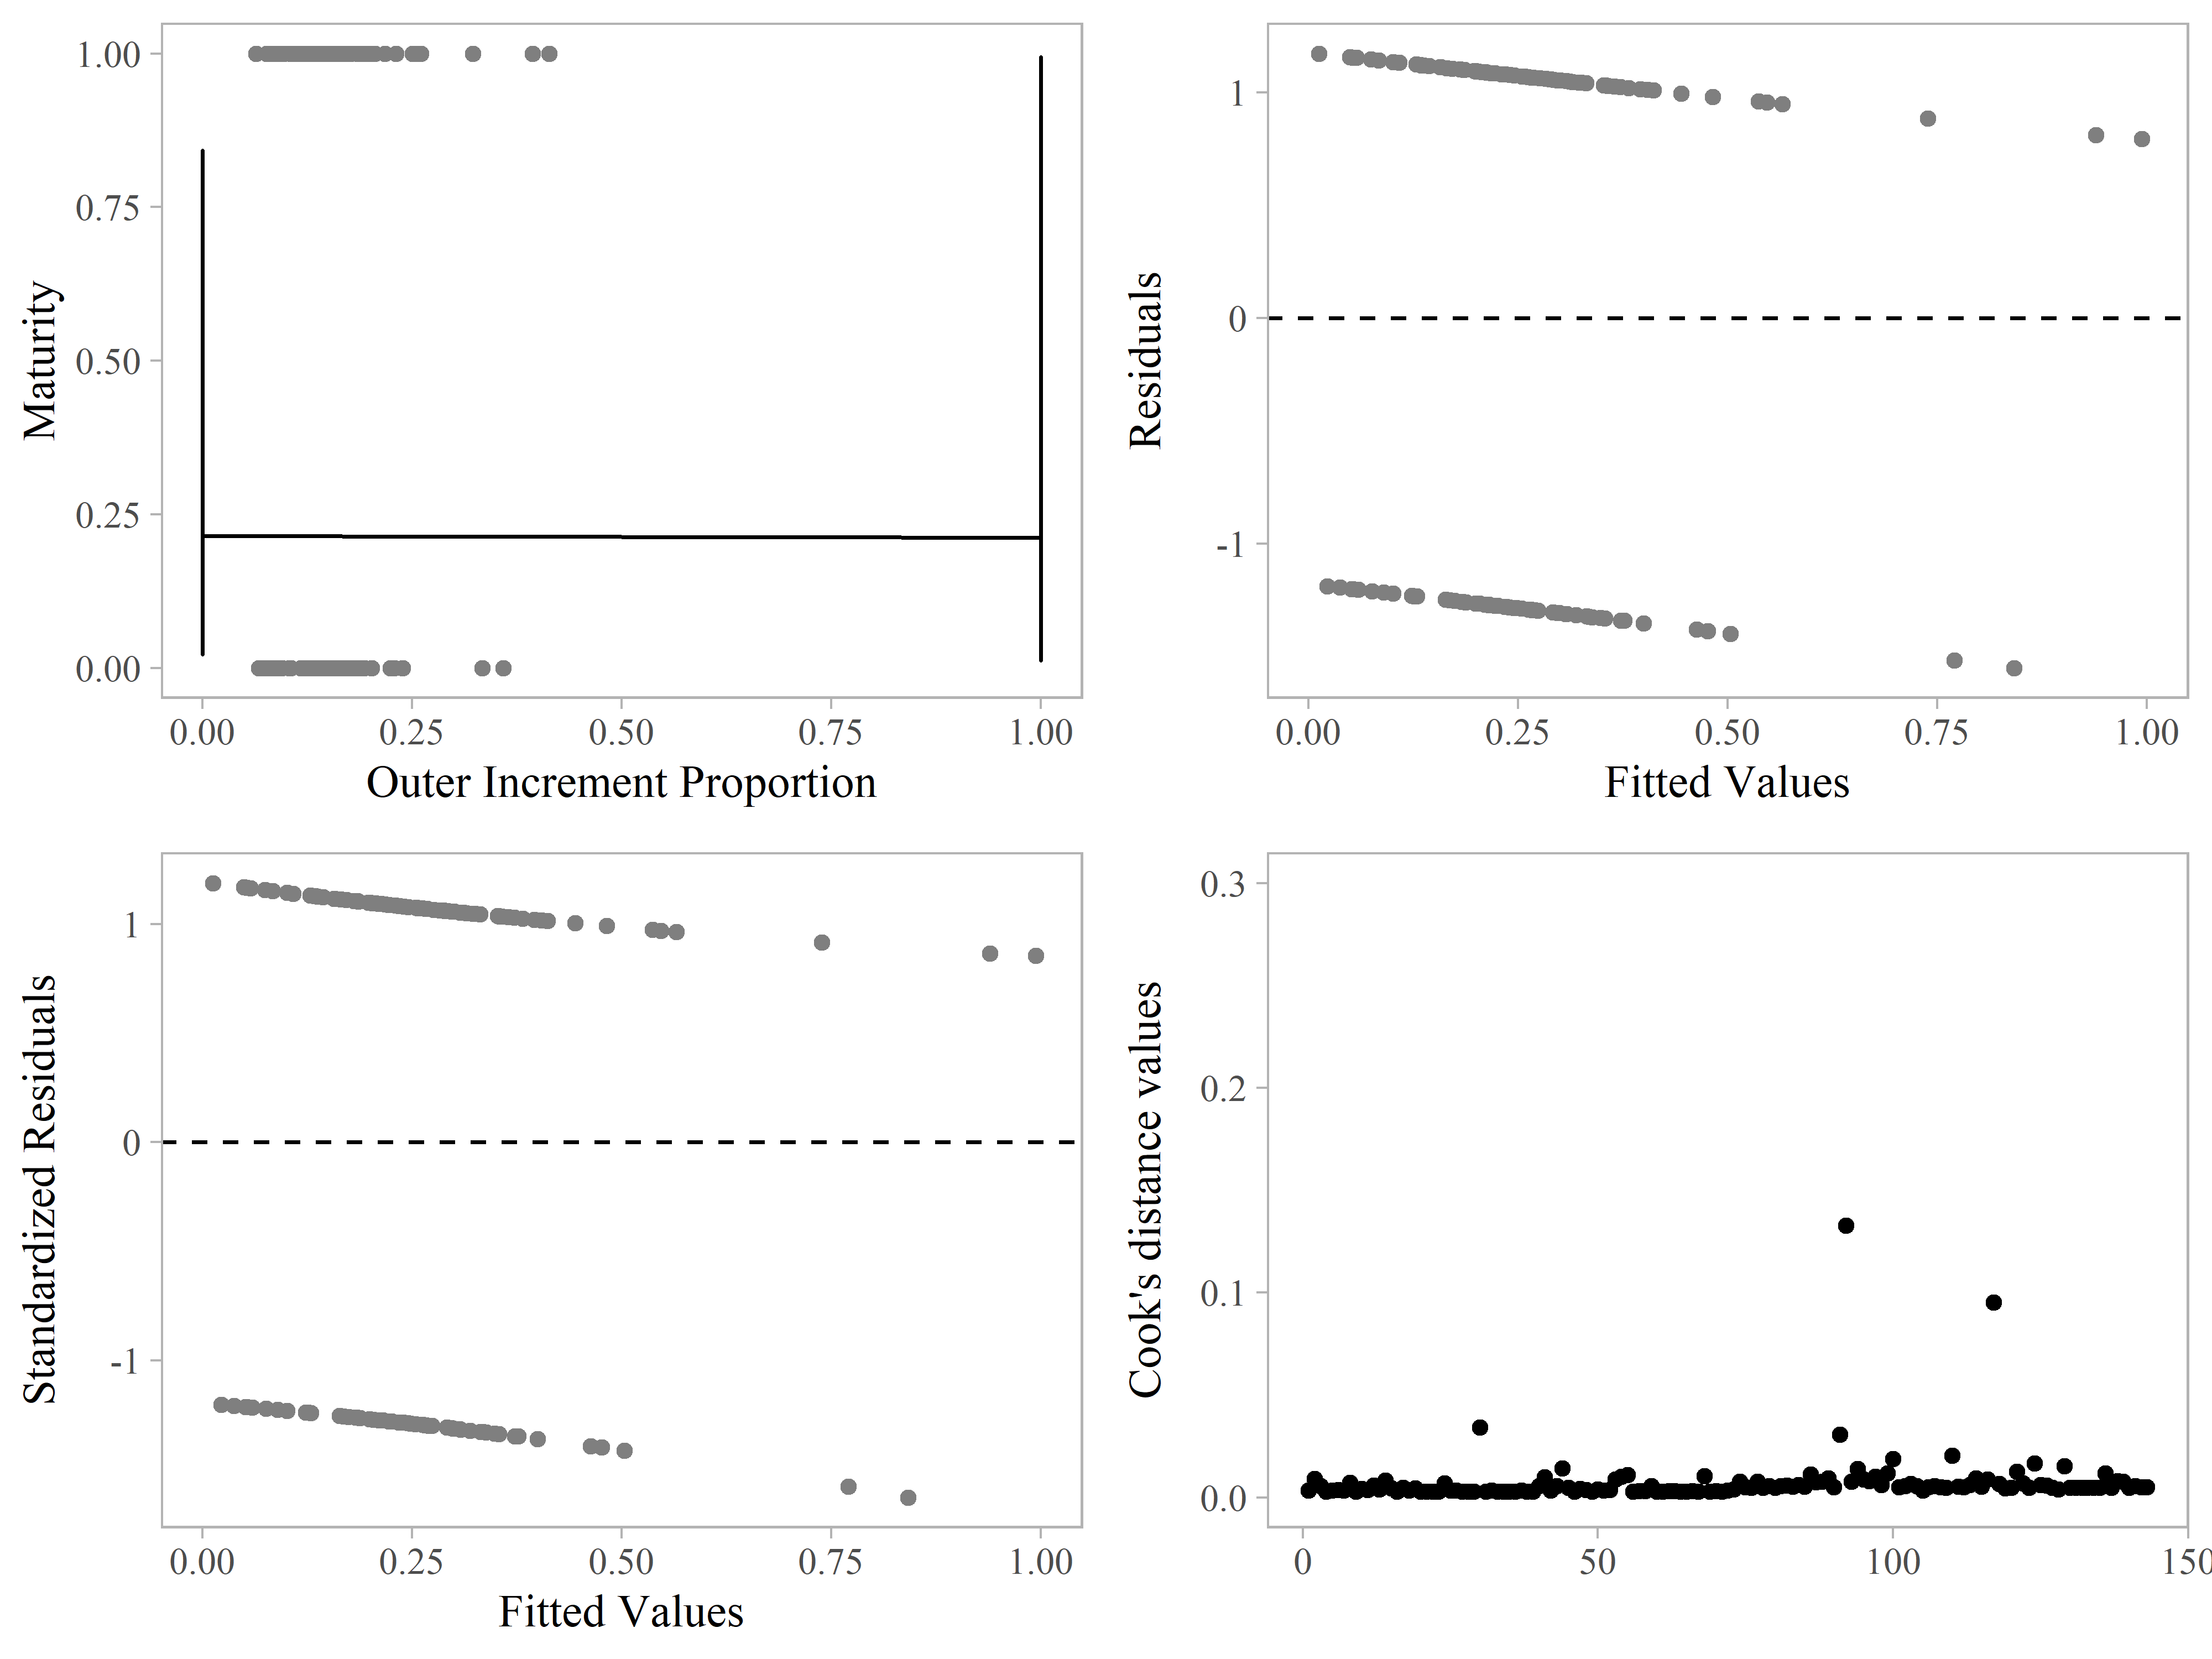 1.00
0.75
0.50
0.25
0.00
Maturity
0.00 0.25 0.50 0.75 1.00
Outer Increment Proportion
1
0
-1
Residuals
0.00 0.25 0.50 0.75 1.00
Fitted Values
1
0
-1
Standardized Residuals
0.00 0.25 0.50 0.75 1.00
Fitted Values
0.3
0.2
0.1
0.0
Cook's distance values
0 50 100 150